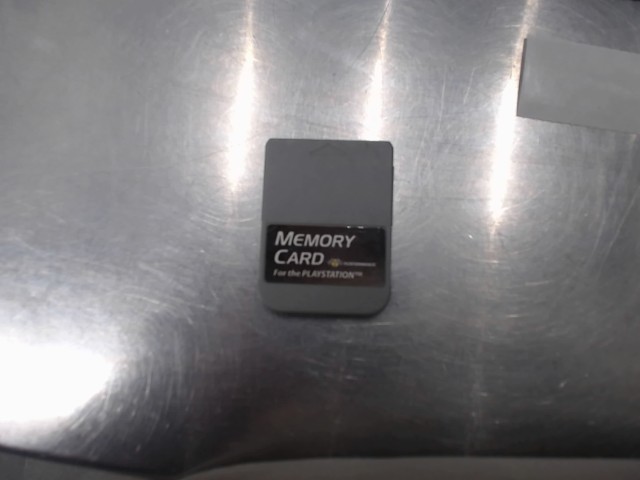 MEMORY
CARD
For the PLAYSTATION™